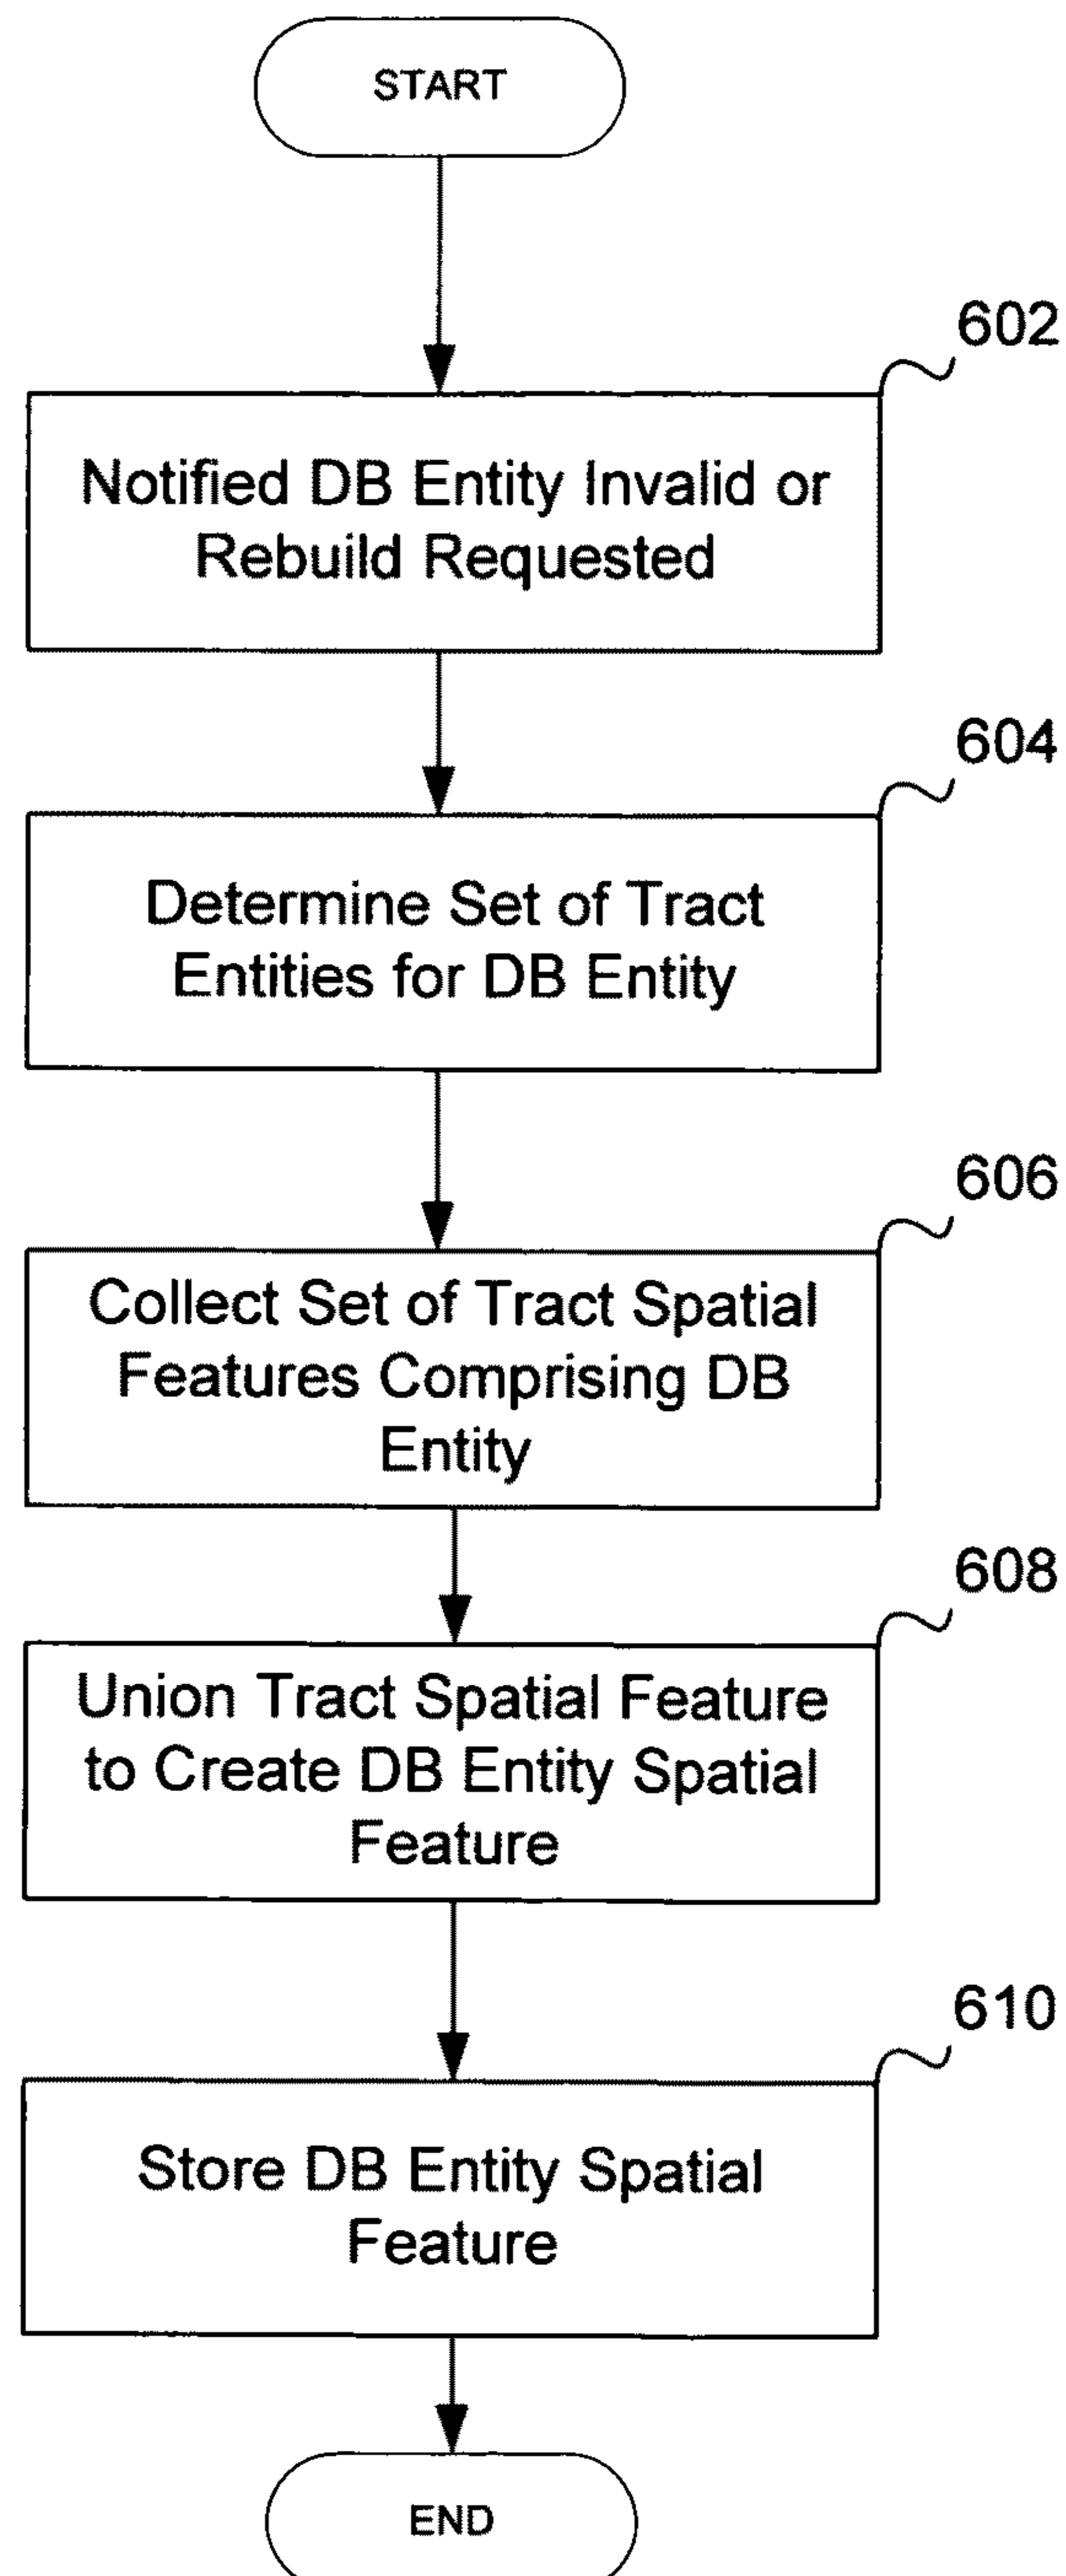 START
602
Notified DB Entity Invalid or
Rebuild Requested
604
Determine Set of Tract
Entities for DB Entity
606
Collect Set of Tract Spatial
Features Comprising DB
Entity
608
Union Tract Spatial Feature
to Create DB Entity Spatial
Feature
610
Store DB Entity Spatial
Feature
END